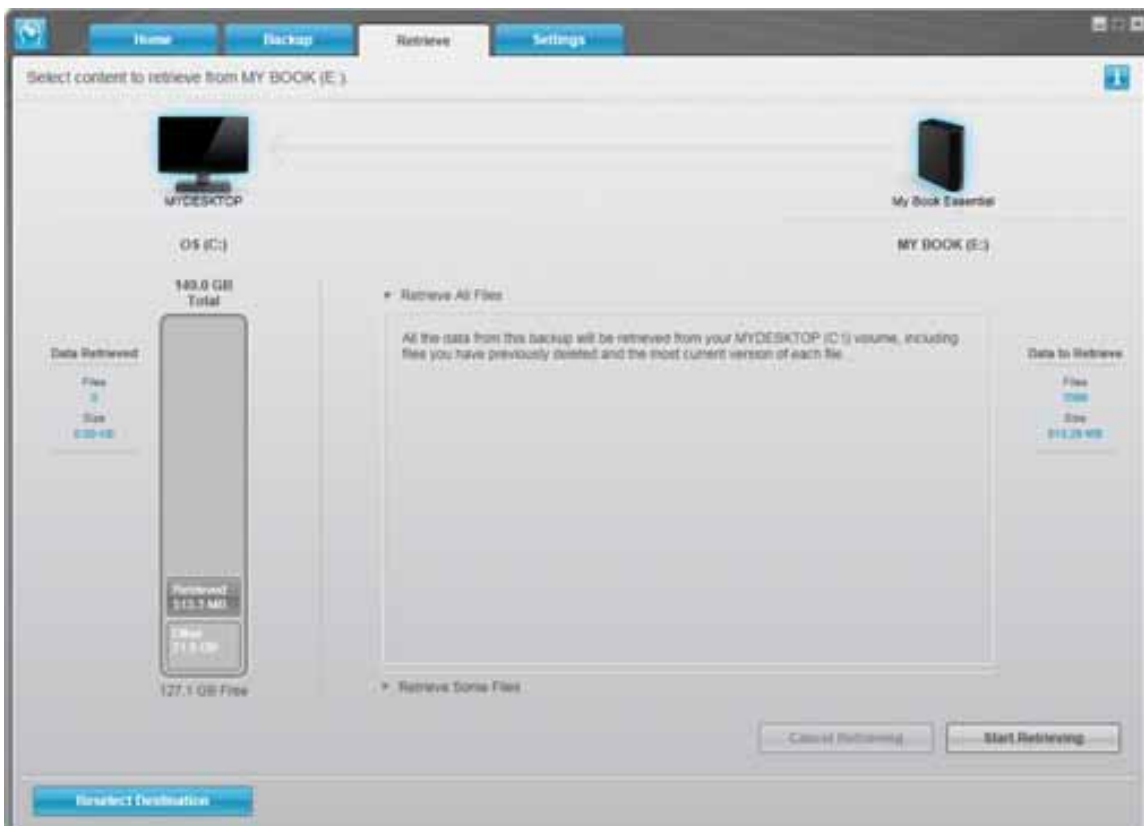 Home
Backup
Retrieve
Settings
Select content to retrieve from MY BOOK (E:)
MYDESKTOP
My Book Essential
OS (C:)
MY BOOK (E:)
Total
Retrieve All Files
All the data from this backup will be retrieved from your MYDESKTOP (C:\) volume, including
files you have previously deleted and the most current version of each file.
Data Retrieved
Files
0
Size
Data to Retrieve
Files
Size
Retrieved
Other
127.1 GB Free
Retrieve Some Files
Cancel Retrieving
Start Retrieving
Reselect Destination